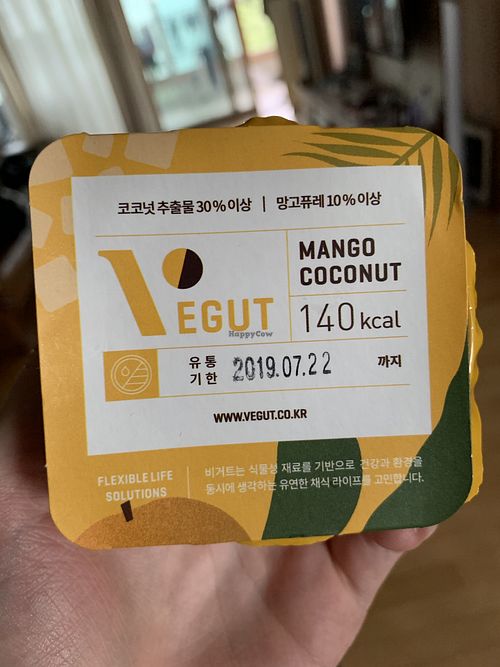 코코넛 추출물 30% 이상 | 망고퓨레 10% 이상
VEGUT
HappyCow
MANGO
COCONUT
140 kcal
유통
기한
2019.07.22
까지
WWW.VEGUT.CO.KR
FLEXIBLE LIFE
SOLUTIONS
비거트는 식물성 재료를 기반으로 건강과 환경을
동시에 생각하는 유연한 채식 라이프를 고민합니다.